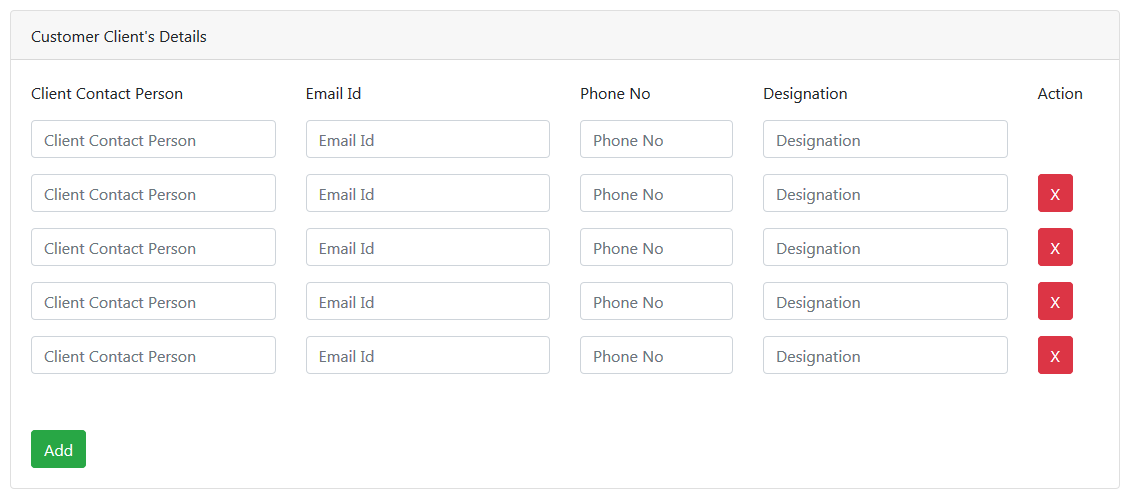 Customer Client's Details
Client Contact Person Email Id Phone No Designation Action
Client Contact Person Email Id Phone No Designation
Client Contact Person Email Id Phone No Designation X
Client Contact Person Email Id Phone No Designation X
Client Contact Person Email Id Phone No Designation X
Client Contact Person Email Id Phone No Designation X
Add